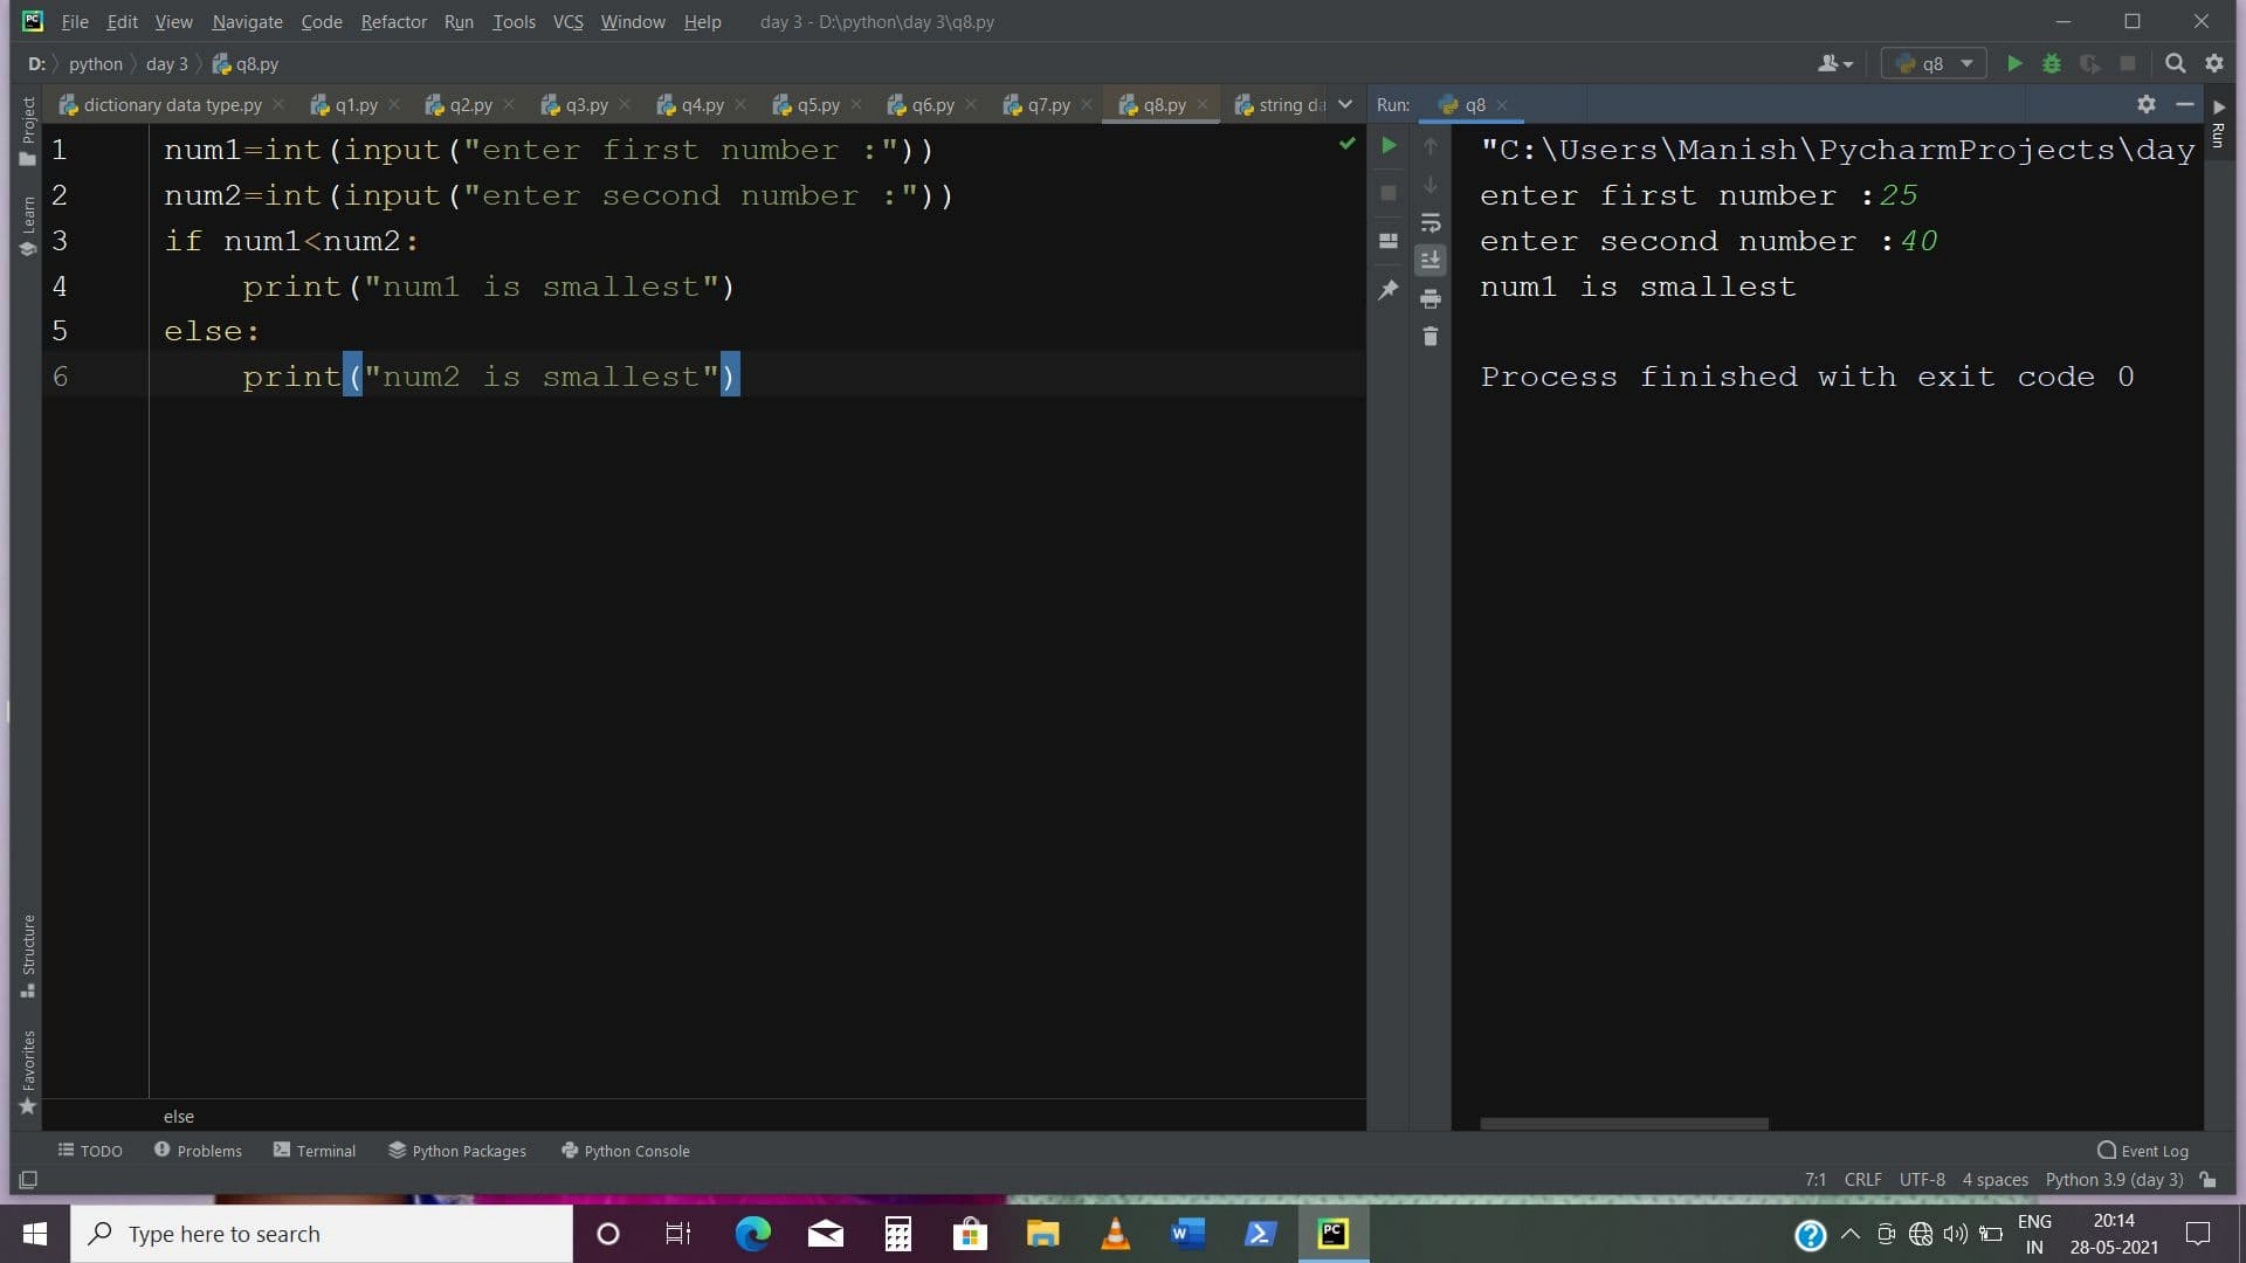 File Edit View Navigate Code Refactor Run Tools VCS Window Help day 3 - D:\python\day 3\q8.py
D: python day 3 q8.py
q8
dictionary data type.py q1.py q2.py q3.py q4.py q5.py q6.py q7.py q8.py string da
Run: q8
Project
Learn
Structure
Favorites
Run
1 num1=int(input("enter first number :"))
2 num2=int(input("enter second number :"))
3 if num1<num2:
4 print("num1 is smallest")
5 else:
6 print("num2 is smallest")
else
"C:\Users\Manish\PycharmProjects\day
enter first number :25
enter second number :40
num1 is smallest
Process finished with exit code 0
TODO Problems Terminal Python Packages Python Console Event Log
7:1 CRLF UTF-8 4 spaces Python 3.9 (day 3)
Type here to search
ENG
IN
20:14
28-05-2021